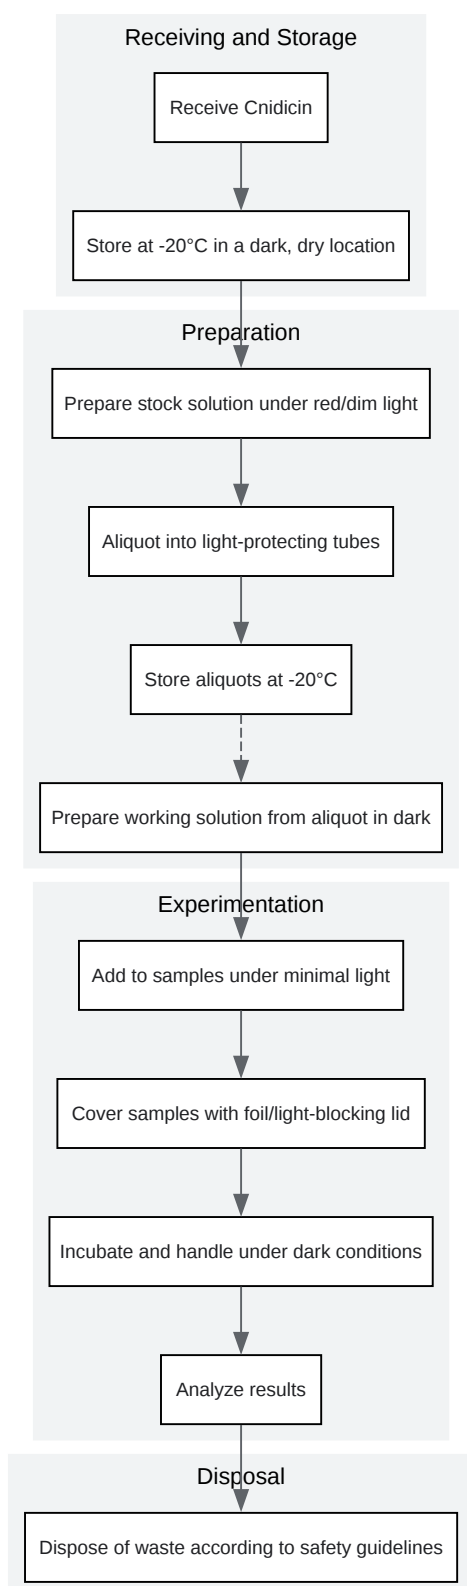 Receiving and Storage
Receive Cnidicin
Store at -20°C in a dark, dry location
Preparation
Prepare stock solution under red/dim light
Aliquot into light-protecting tubes
Store aliquots at -20°C
Prepare working solution from aliquot in dark
Experimentation
Add to samples under minimal light
Cover samples with foil/light-blocking lid
Incubate and handle under dark conditions
Analyze results
Disposal
Dispose of waste according to safety guidelines